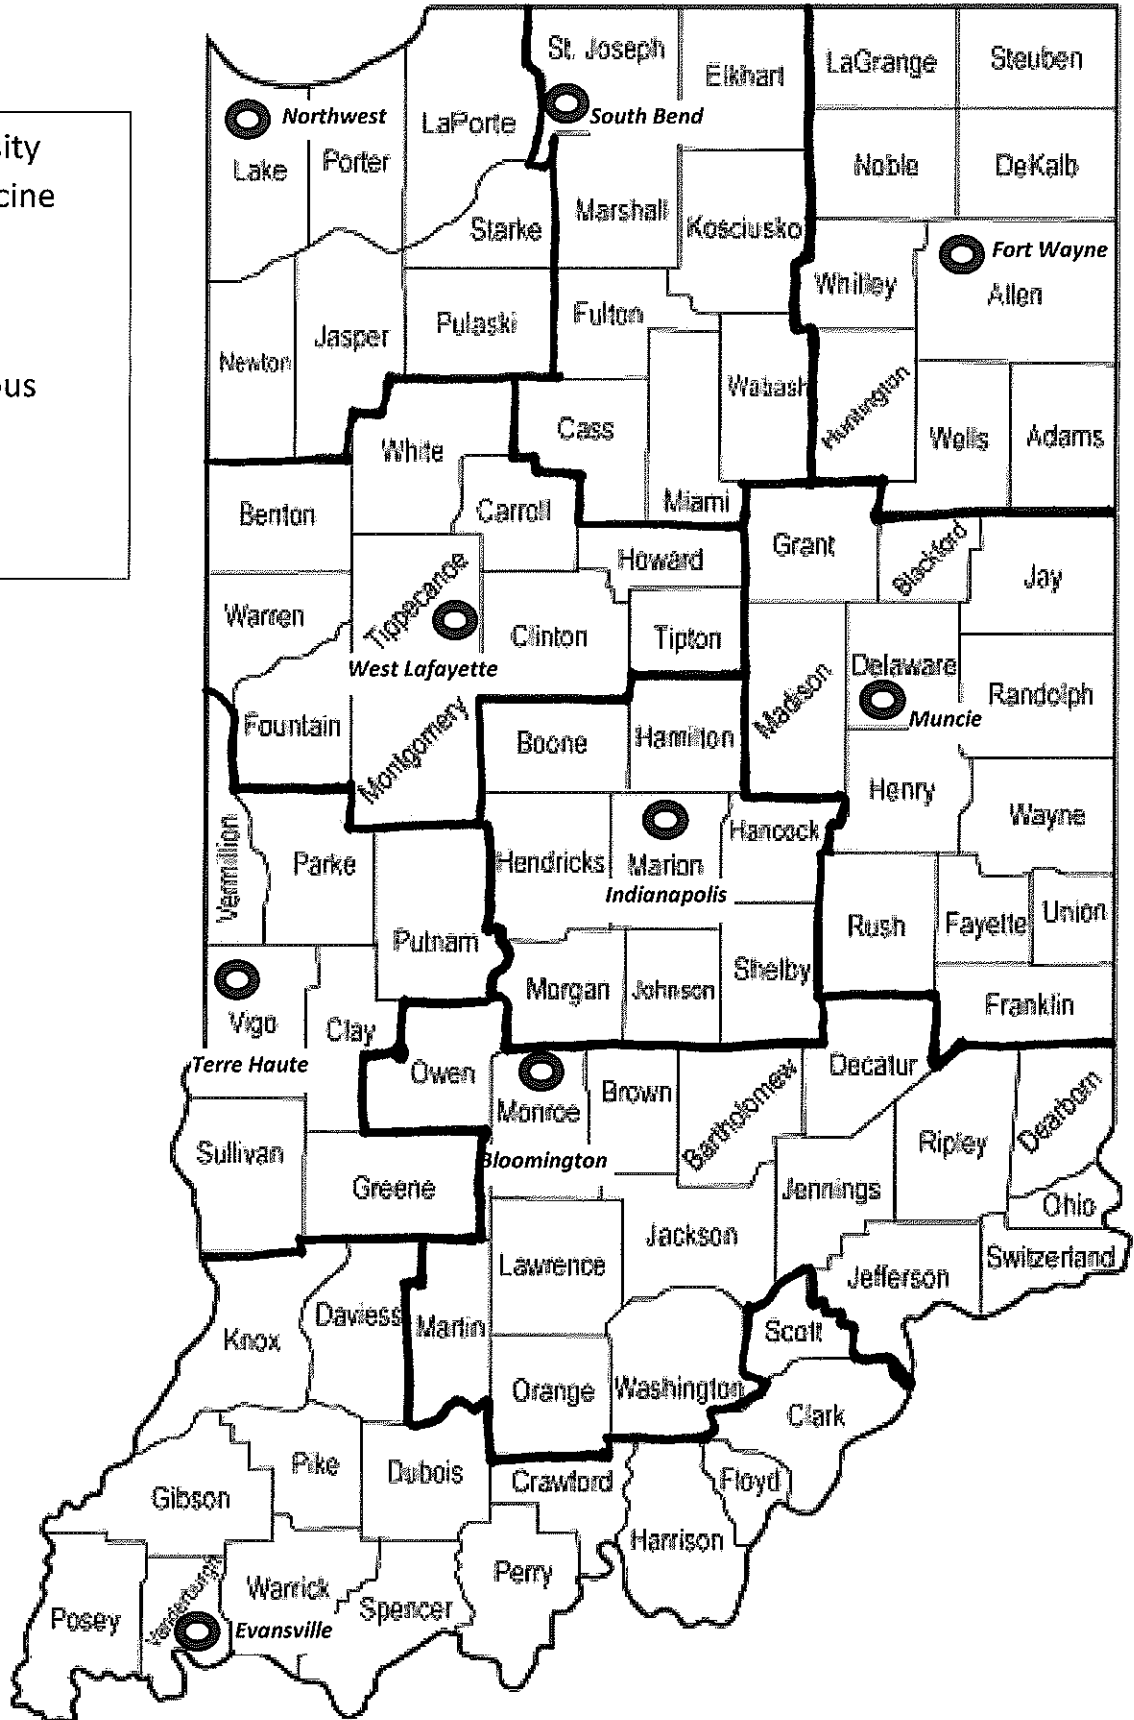 sity
cine
ous
St. Joseph
Elkhart
LaGrange
Steuben
Northwest
LaPorte
South Bend
Lake
Porter
Noble
DeKalb
Starke
Marshall
Kosciusko
Fort Wayne
Whitley
Allen
Newton
Jasper
Pulaski
Fulton
Wabash
Huntington
White
Cass
Wells
Adams
Benton
Carroll
Miami
Grant
Blackford
Howard
Jay
Warren
Tippecanoe
Clinton
Tipton
West Lafayette
Madison
Delaware
Randolph
Muncie
Fountain
Montgomery
Boone
Hamilton
Henry
Wayne
Vermillion
Parke
Hendricks
Marion
Hancock
Indianapolis
Putnam
Rush
Fayette
Union
Morgan
Johnson
Shelby
Franklin
Vigo
Clay
Terre Haute
Owen
Monroe
Brown
Bartholomew
Decatur
Dearborn
Sullivan
Bloomington
Ripley
Greene
Jennings
Ohio
Lawrence
Jackson
Switzerland
Jefferson
Knox
Daviess
Martin
Scott
Orange
Washington
Clark
Pike
Dubois
Crawford
Floyd
Gibson
Harrison
Posey
Vanderburgh
Warrick
Spencer
Perry
Evansville